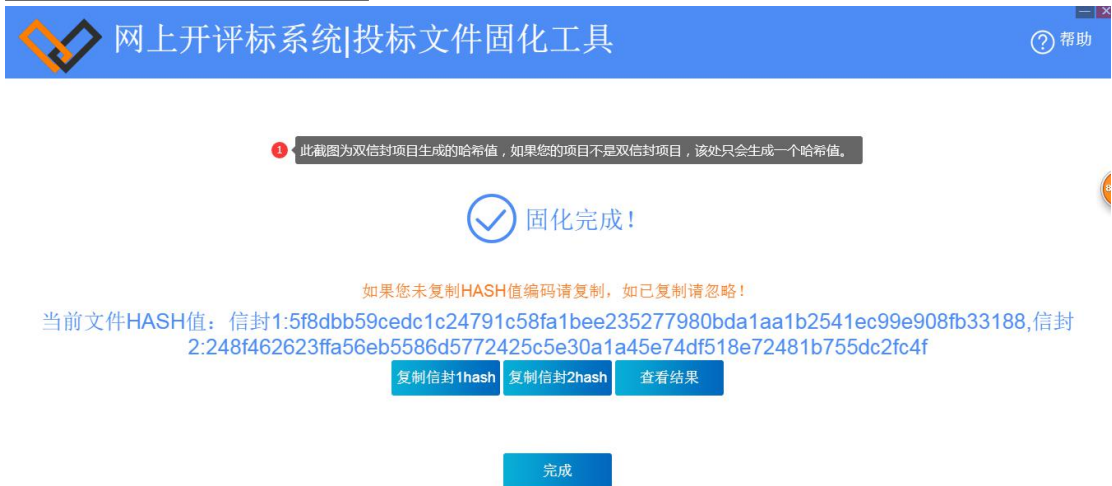 网上开评标系统|投标文件固化工具
帮助
1 此截图为双信封项目生成的哈希值，如果您的项目不是双信封项目，该处只会生成一个哈希值。
固化完成！
如果您未复制HASH值编码请复制，如已复制请忽略！
当前文件HASH值：信封1:5f8dbb59cedc1c24791c58fa1bee235277980bda1aa1b2541ec99e908fb33188,信封
2:248f462623ffa56eb5586d5772425c5e30a1a45e74df518e72481b755dc2fc4f
复制信封1hash 复制信封2hash 查看结果
完成